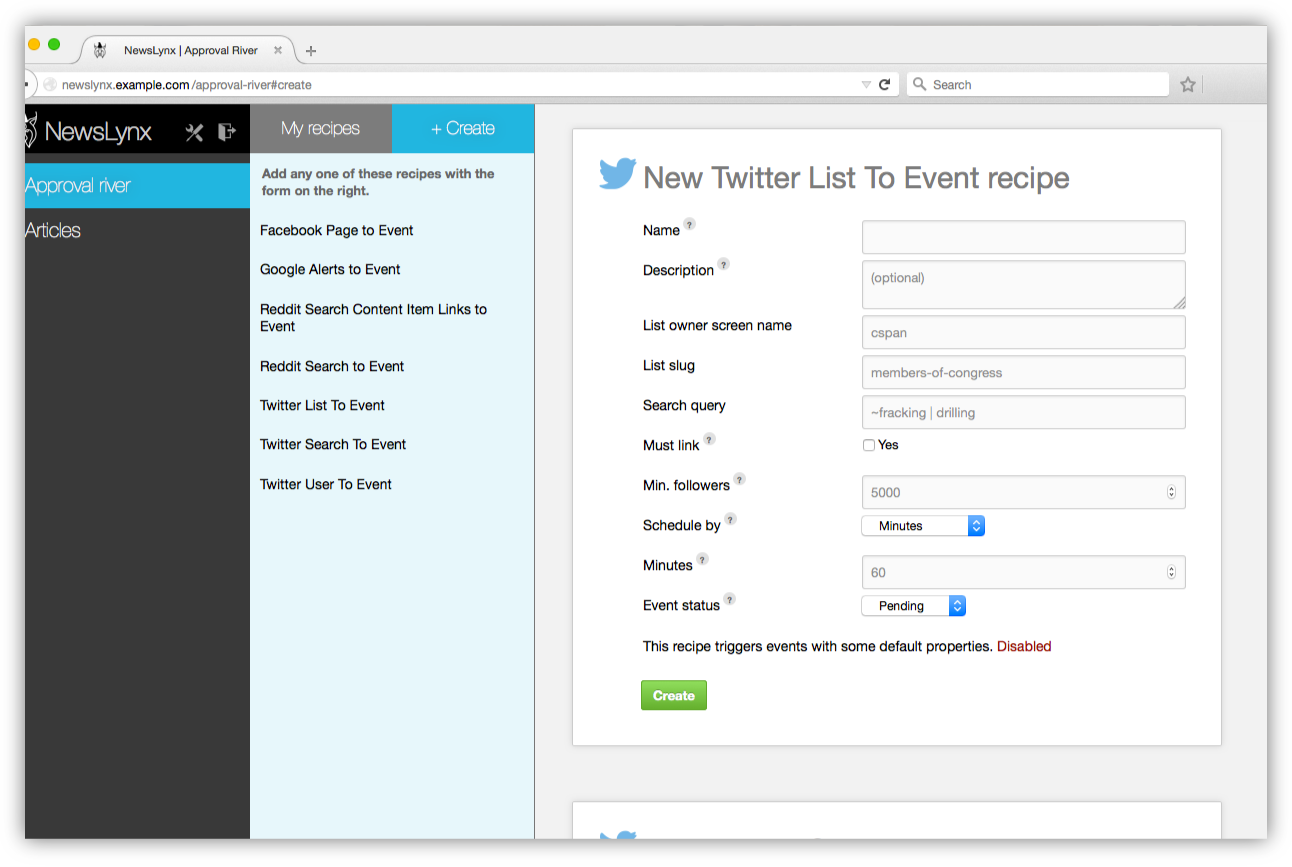 NewsLynx | Approval River
newslynx.example.com/approval-river#create
Search
NewsLynx
My recipes
+ Create
Approval river
Articles
Add any one of these recipes with the
form on the right.
Facebook Page to Event
Google Alerts to Event
Reddit Search Content Item Links to
Event
Reddit Search to Event
Twitter List To Event
Twitter Search To Event
Twitter User To Event
New Twitter List To Event recipe
Name ?
Description ?
(optional)
List owner screen name
cspan
List slug
members-of-congress
Search query
~fracking | drilling
Must link ?
Yes
Min. followers ?
5000
Schedule by ?
Minutes
Minutes ?
60
Event status ?
Pending
This recipe triggers events with some default properties. Disabled
Create